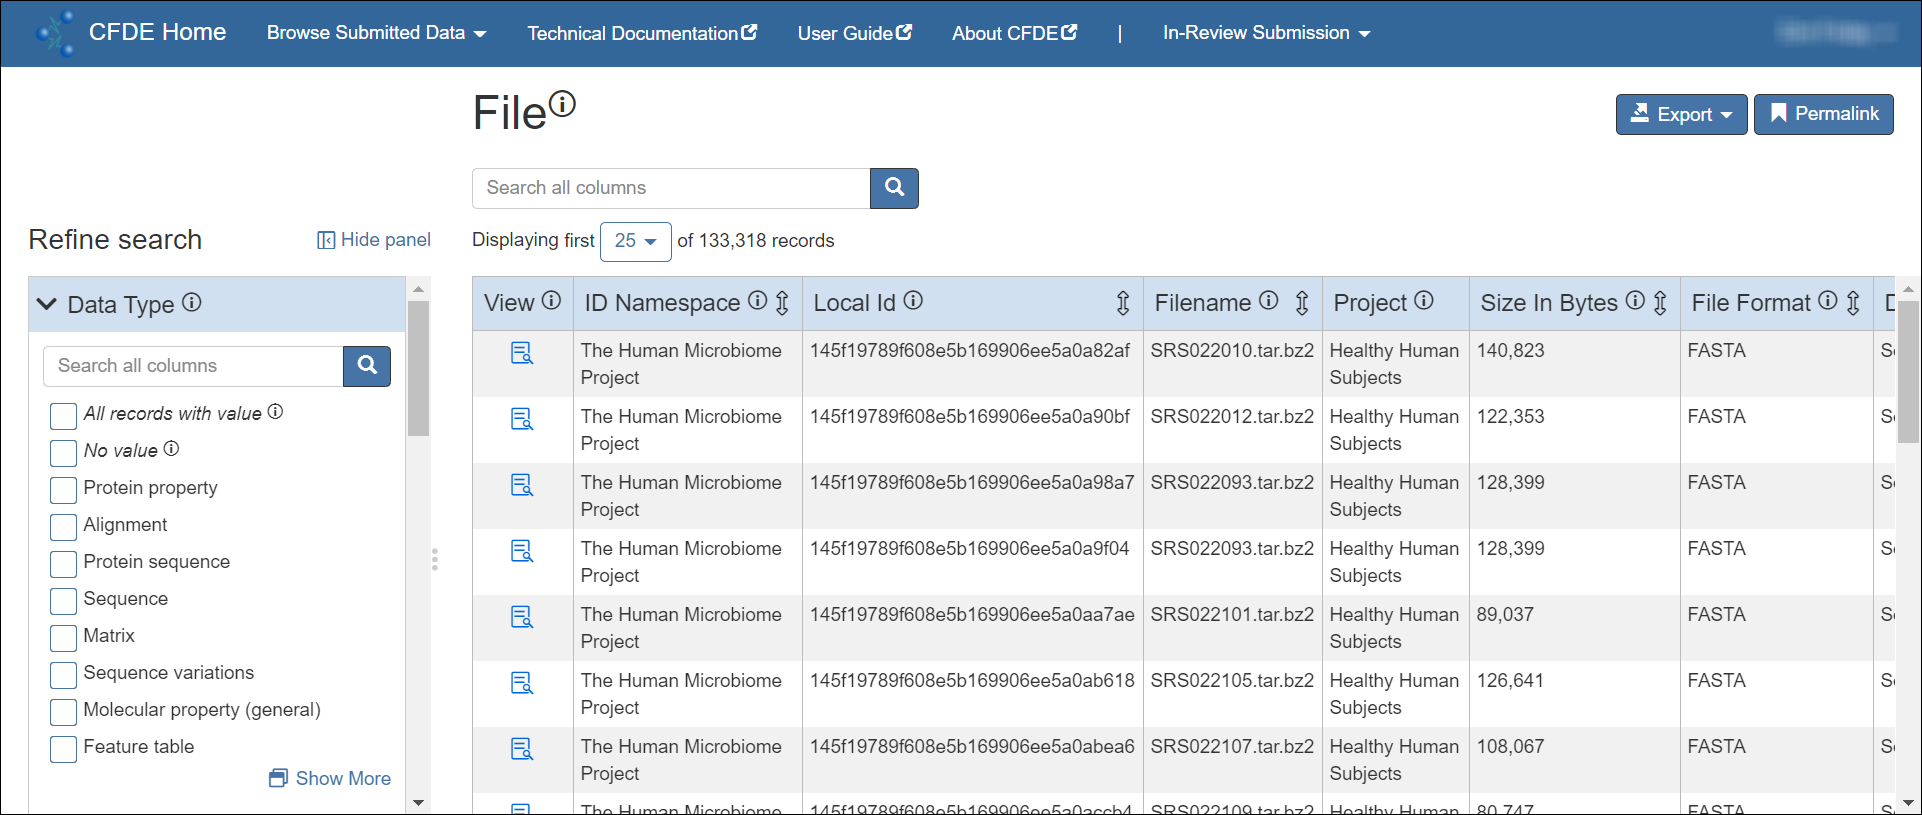 CFDE Home Browse Submitted Data Technical Documentation User Guide About CFDE | In-Review Submission
File
Export Permalink
Search all columns
Refine search Hide panel
Displaying first 25 of 133,318 records
Data Type
Search all columns
All records with value
No value
Protein property
Alignment
Protein sequence
Sequence
Matrix
Sequence variations
Molecular property (general)
Feature table
Show More
View ID Namespace Local Id Filename Project Size In Bytes File Format
The Human Microbiome 145f19789f608e5b169906ee5a0a82af SRS022010.tar.bz2 Healthy Human 140,823 FASTA
Project Subjects
The Human Microbiome 145f19789f608e5b169906ee5a0a90bf SRS022012.tar.bz2 Healthy Human 122,353 FASTA
Project Subjects
The Human Microbiome 145f19789f608e5b169906ee5a0a98a7 SRS022093.tar.bz2 Healthy Human 128,399 FASTA
Project Subjects
The Human Microbiome 145f19789f608e5b169906ee5a0a9f04 SRS022093.tar.bz2 Healthy Human 128,399 FASTA
Project Subjects
The Human Microbiome 145f19789f608e5b169906ee5a0aa7ae SRS022101.tar.bz2 Healthy Human 89,037 FASTA
Project Subjects
The Human Microbiome 145f19789f608e5b169906ee5a0ab618 SRS022105.tar.bz2 Healthy Human 126,641 FASTA
Project Subjects
The Human Microbiome 145f19789f608e5b169906ee5a0abea6 SRS022107.tar.bz2 Healthy Human 108,067 FASTA
Project Subjects
The Human Microbiome 145f19789f608e5b169906ee5a0accb4 SRS022109.tar.bz2 Healthy Human 80,747 FASTA